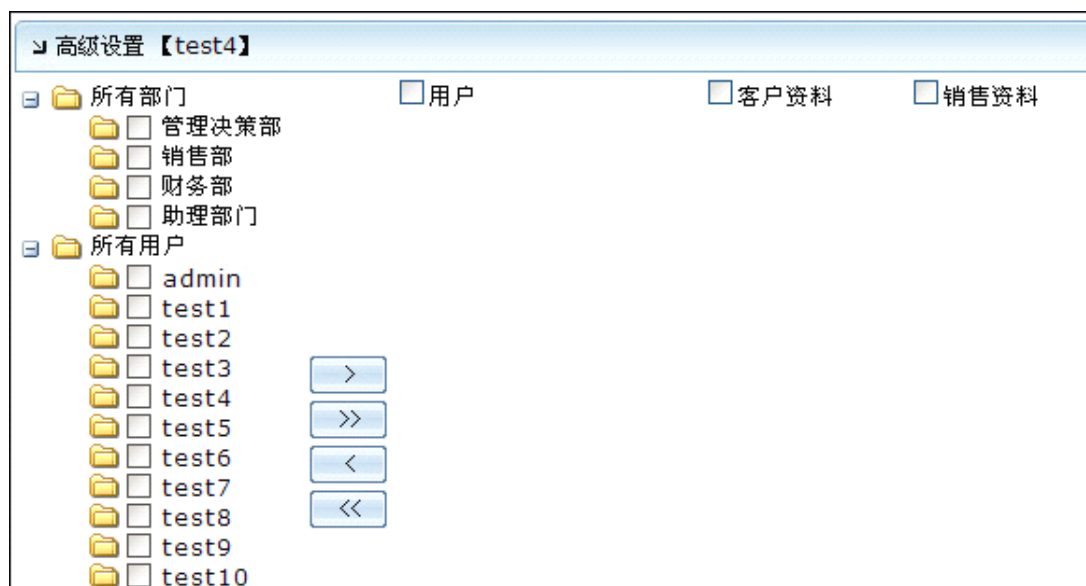 高级设置 【test4】
所有部门 用户 客户资料 销售资料
管理决策部
销售部
财务部
助理部门
所有用户
admin
test1
test2
test3
>
test4
>>
test5
test6
<
test7
<<
test8
test9
test10